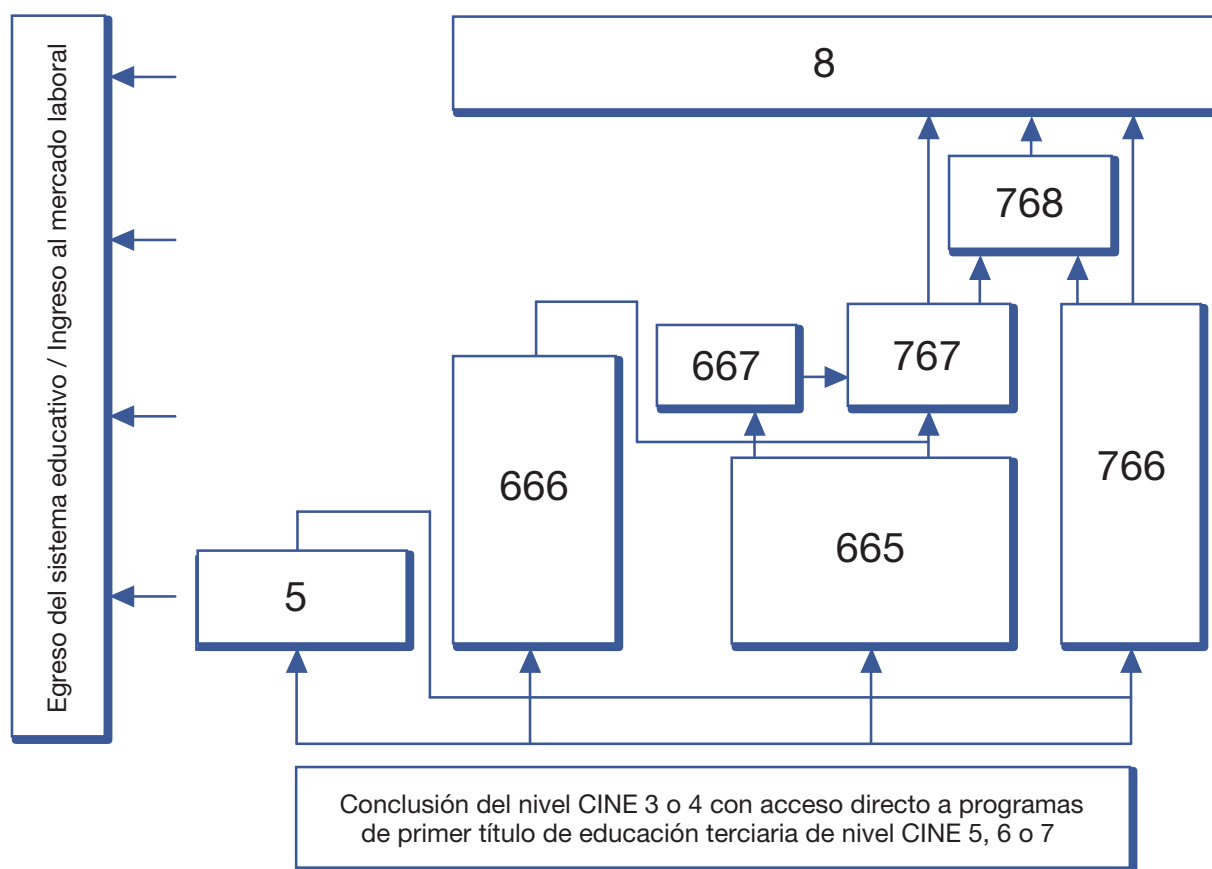 Egreso del sistema educativo / Ingreso al mercado laboral
8
768
667
767
666
665
766
5
Conclusión del nivel CINE 3 o 4 con acceso directo a programas
de primer título de educación terciaria de nivel CINE 5, 6 o 7